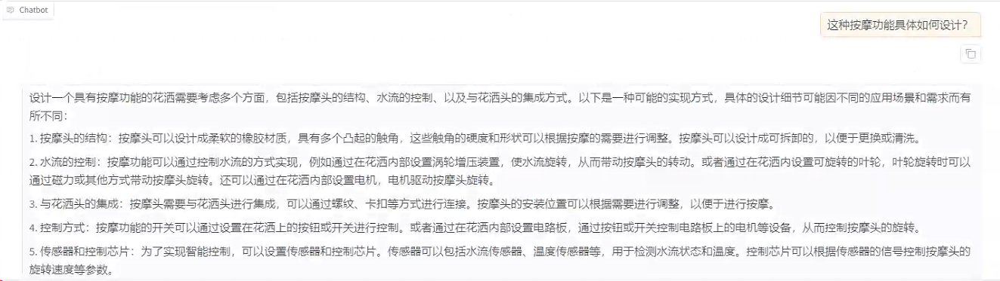 Chatbot
这种按摩功能具体如何设计？
设计一个具有按摩功能的花洒需要考虑多个方面，包括按摩头的结构、水流的控制、以及与花洒头的集成方式。以下是一种可能的实现方式，具体的设计细节可能因不同的应用场景和需求而有
所不同：
1. 按摩头的结构：按摩头可以设计成柔软的橡胶材质，具有多个凸起的触角，这些触角的硬度和形状可以根据按摩的需要进行调整。按摩头可以设计成可拆卸的，以便于更换或清洗。
2. 水流的控制：按摩功能可以通过控制水流的方式实现，例如通过在花洒内部设置涡轮增压装置，使水流旋转，从而带动按摩头的转动。或者通过在花洒内设置可旋转的叶轮，叶轮旋转时可以
通过磁力或其他方式带动按摩头旋转。还可以通过在花洒内部设置电机，电机驱动按摩头旋转。
3. 与花洒头的集成：按摩头需要与花洒头进行集成，可以通过螺纹、卡扣等方式进行连接。按摩头的安装位置可以根据需要进行调整，以便于进行按摩。
4. 控制方式：按摩功能的开关可以通过设置在花洒上的按钮或开关进行控制。或者通过在花洒内部设置电路板，通过按钮或开关控制电路板上的电机等设备，从而控制按摩头的旋转。
5. 传感器和控制芯片：为了实现智能控制，可以设置传感器和控制芯片。传感器可以包括水流传感器、温度传感器等，用于检测水流状态和温度。控制芯片可以根据传感器的信号控制按摩头的
旋转速度等参数。